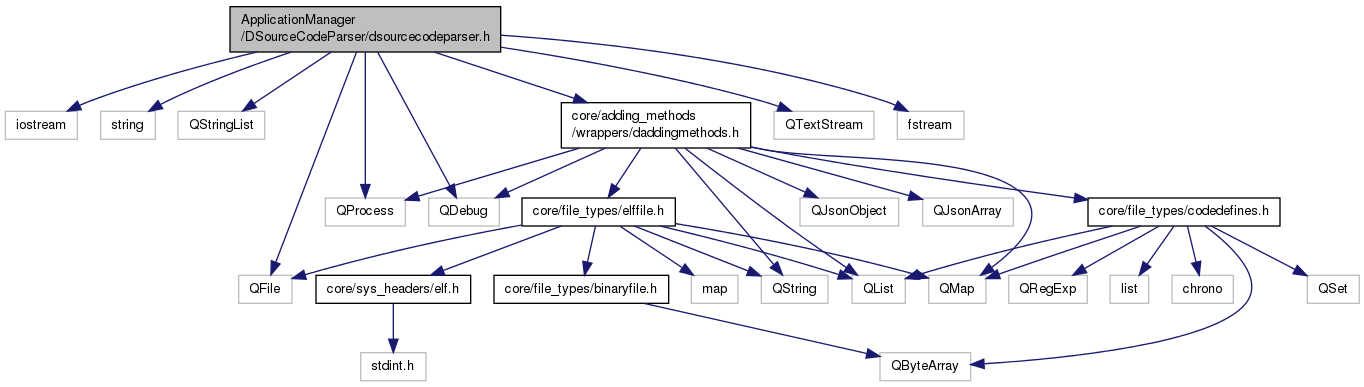 ApplicationManager
/DSourceCodeParser/dsourcecodeparser.h
iostream
string
QStringList
core/adding_methods
/wrappers/daddingmethods.h
QTextStream
fstream
QProcess
QDebug
core/file_types/elffile.h
QJsonObject
QJsonArray
core/file_types/codedefines.h
QFile
core/sys_headers/elf.h
core/file_types/binaryfile.h
map
QString
QList
QMap
QRegExp
list
chrono
QSet
stdint.h
QByteArray